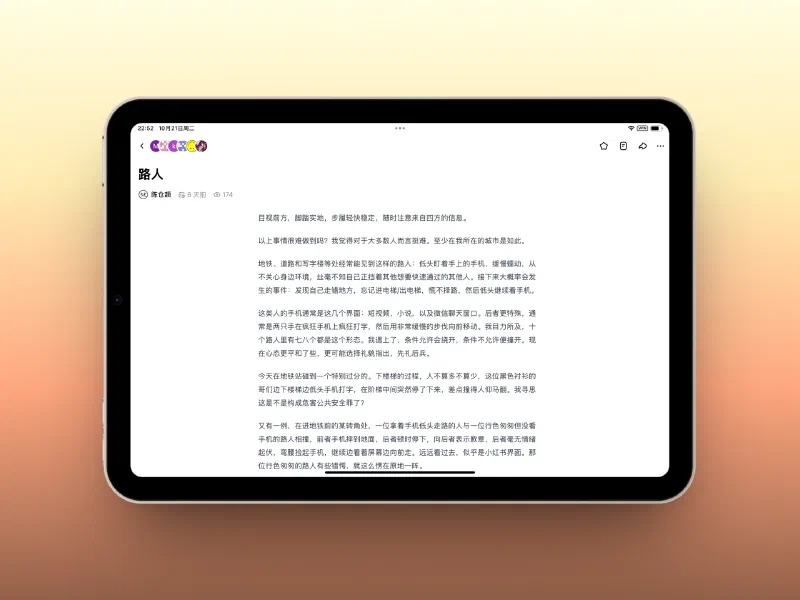 22:52 10月21日周二
VPN
路人
陈仓颉
6 天前
174
目视前方，脚踏实地，步履轻快稳定，随时注意来自四方的信息。
以上事情很难做到吗？我觉得对于大多数人而言挺难。至少在我所在的城市是如此。
地铁、道路和写字楼等处经常能见到这样的路人：低头盯着手上的手机，缓慢蠕动，从
不关心身边环境，丝毫不知自己正挡着其他想要快速通过的其他人。接下来大概率会发
生的事件：发现自己走错地方，忘记进电梯/出电梯，慌不择路，然后低头继续看手机。
这类人的手机通常是这几个界面：短视频，小说，以及微信聊天窗口。后者更特殊，通
常是两只手在疯狂手机上疯狂打字，然后用非常缓慢的步伐向前移动。我目力所及，十
个路人里有七八个都是这个形态。我遇上了，条件允许会绕开，条件不允许便撞开。现
在心态更平和了些，更可能选择礼貌指出，先礼后兵。
今天在地铁站碰到一个特别过分的。下楼梯的过程，人不算多不算少，这位黑色衬衫的
哥们边下楼梯边低头手机打字，在阶梯中间突然停了下来，差点撞得人仰马翻。我寻思
这是不是构成危害公共安全罪了？
又有一例，在进地铁前的某转角处，一位拿着手机低头走路的人与一位行色匆匆但没看
手机的路人相撞，前者手机摔到地面，后者顿时停下，向前者表示歉意，后者毫无情绪
起伏，弯腰捡起手机，继续边看着屏幕边向前走。远远看过去，似乎是小红书界面。那
位行色匆匆的路人有些错愕，就这么愣在原地一阵。